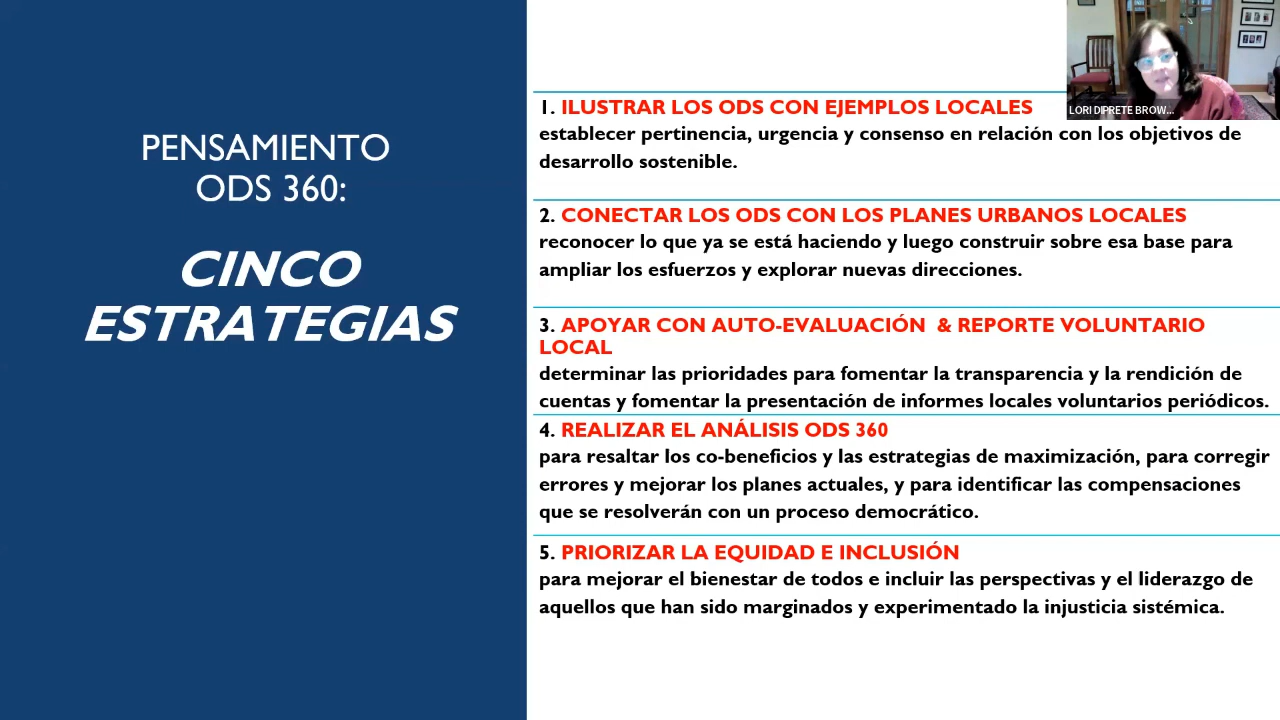 PENSAMIENTO
ODS 360:
CINCO
ESTRATEGIAS
1. ILUSTRAR LOS ODS CON EJEMPLOS LOCALES
establecer pertinencia, urgencia y consenso en relación con los objetivos de
desarrollo sostenible.
2. CONECTAR LOS ODS CON LOS PLANES URBANOS LOCALES
reconocer lo que ya se está haciendo y luego construir sobre esa base para
ampliar los esfuerzos y explorar nuevas direcciones.
3. APOYAR CON AUTO-EVALUACIÓN & REPORTE VOLUNTARIO
LOCAL
determinar las prioridades para fomentar la transparencia y la rendición de
cuentas y fomentar la presentación de informes locales voluntarios periódicos.
4. REALIZAR EL ANÁLISIS ODS 360
para resaltar los co-beneficios y las estrategias de maximización, para corregir
errores y mejorar los planes actuales, y para identificar las compensaciones
que se resolverán con un proceso democrático.
5. PRIORIZAR LA EQUIDAD E INCLUSIÓN
para mejorar el bienestar de todos e incluir las perspectivas y el liderazgo de
aquellos que han sido marginados y experimentado la injusticia sistémica.
LORI DIPRETE BROW...